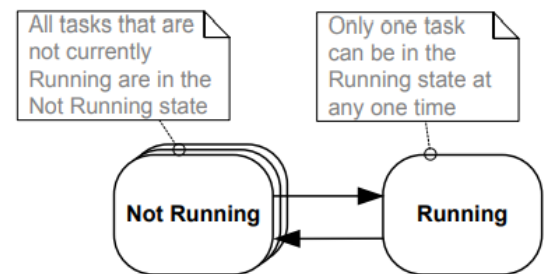 All tasks that are
not currently
Running are in the
Not Running state
Only one task
can be in the
Running state at
any one time
Not Running
Running